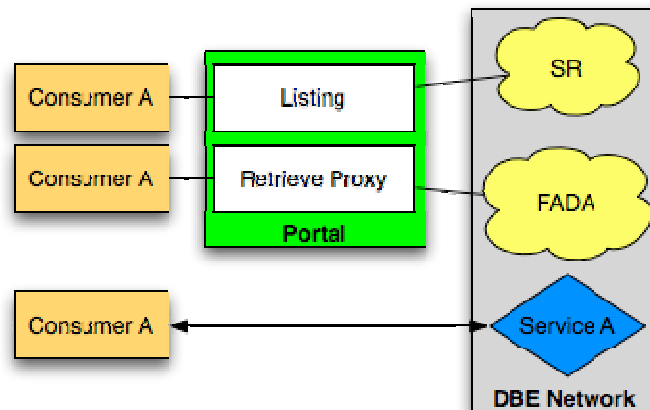 Consumer A
Listing
SR
Consumer A
Retrieve Proxy
FADA
Portal
Consumer A
Service A
DBE Network